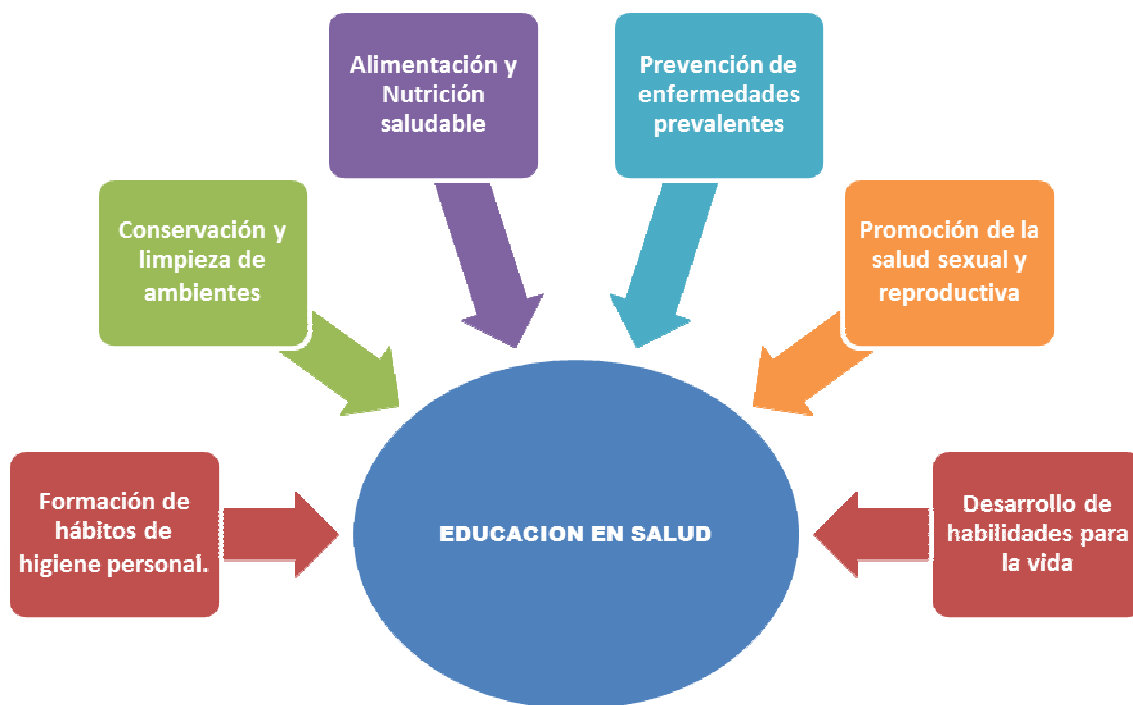 Alimentación y
Nutrición
saludable
Prevención de
enfermedades
prevalentes
Conservación y
limpieza de
ambientes
Promoción de la
salud sexual y
reproductiva
Formación de
hábitos de
higiene personal.
EDUCACION EN SALUD
Desarrollo de
habilidades para
la vida